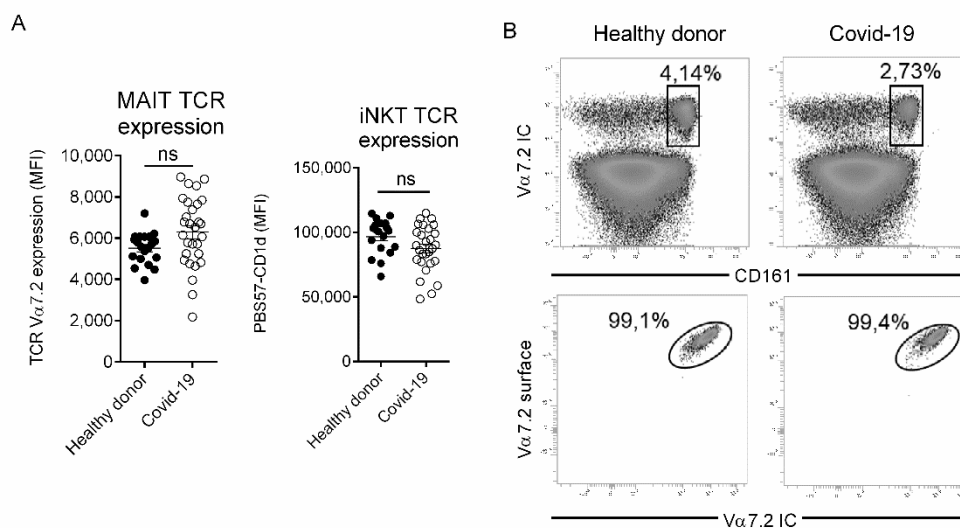 A
MAIT TCR
expression
ns
10,000
8,000
6,000
4,000
2,000
0
TCR Vα7.2 expression (MFI)
Healthy donor
Covid-19
iNKT TCR
expression
ns
150,000
100,000
50,000
0
PBS57-CD1d (MFI)
Healthy donor
Covid-19
B
Healthy donor
Covid-19
4,14%
2,73%
Vα7.2 IC
CD161
99,1%
99,4%
Vα7.2 surface
Vα7.2 IC